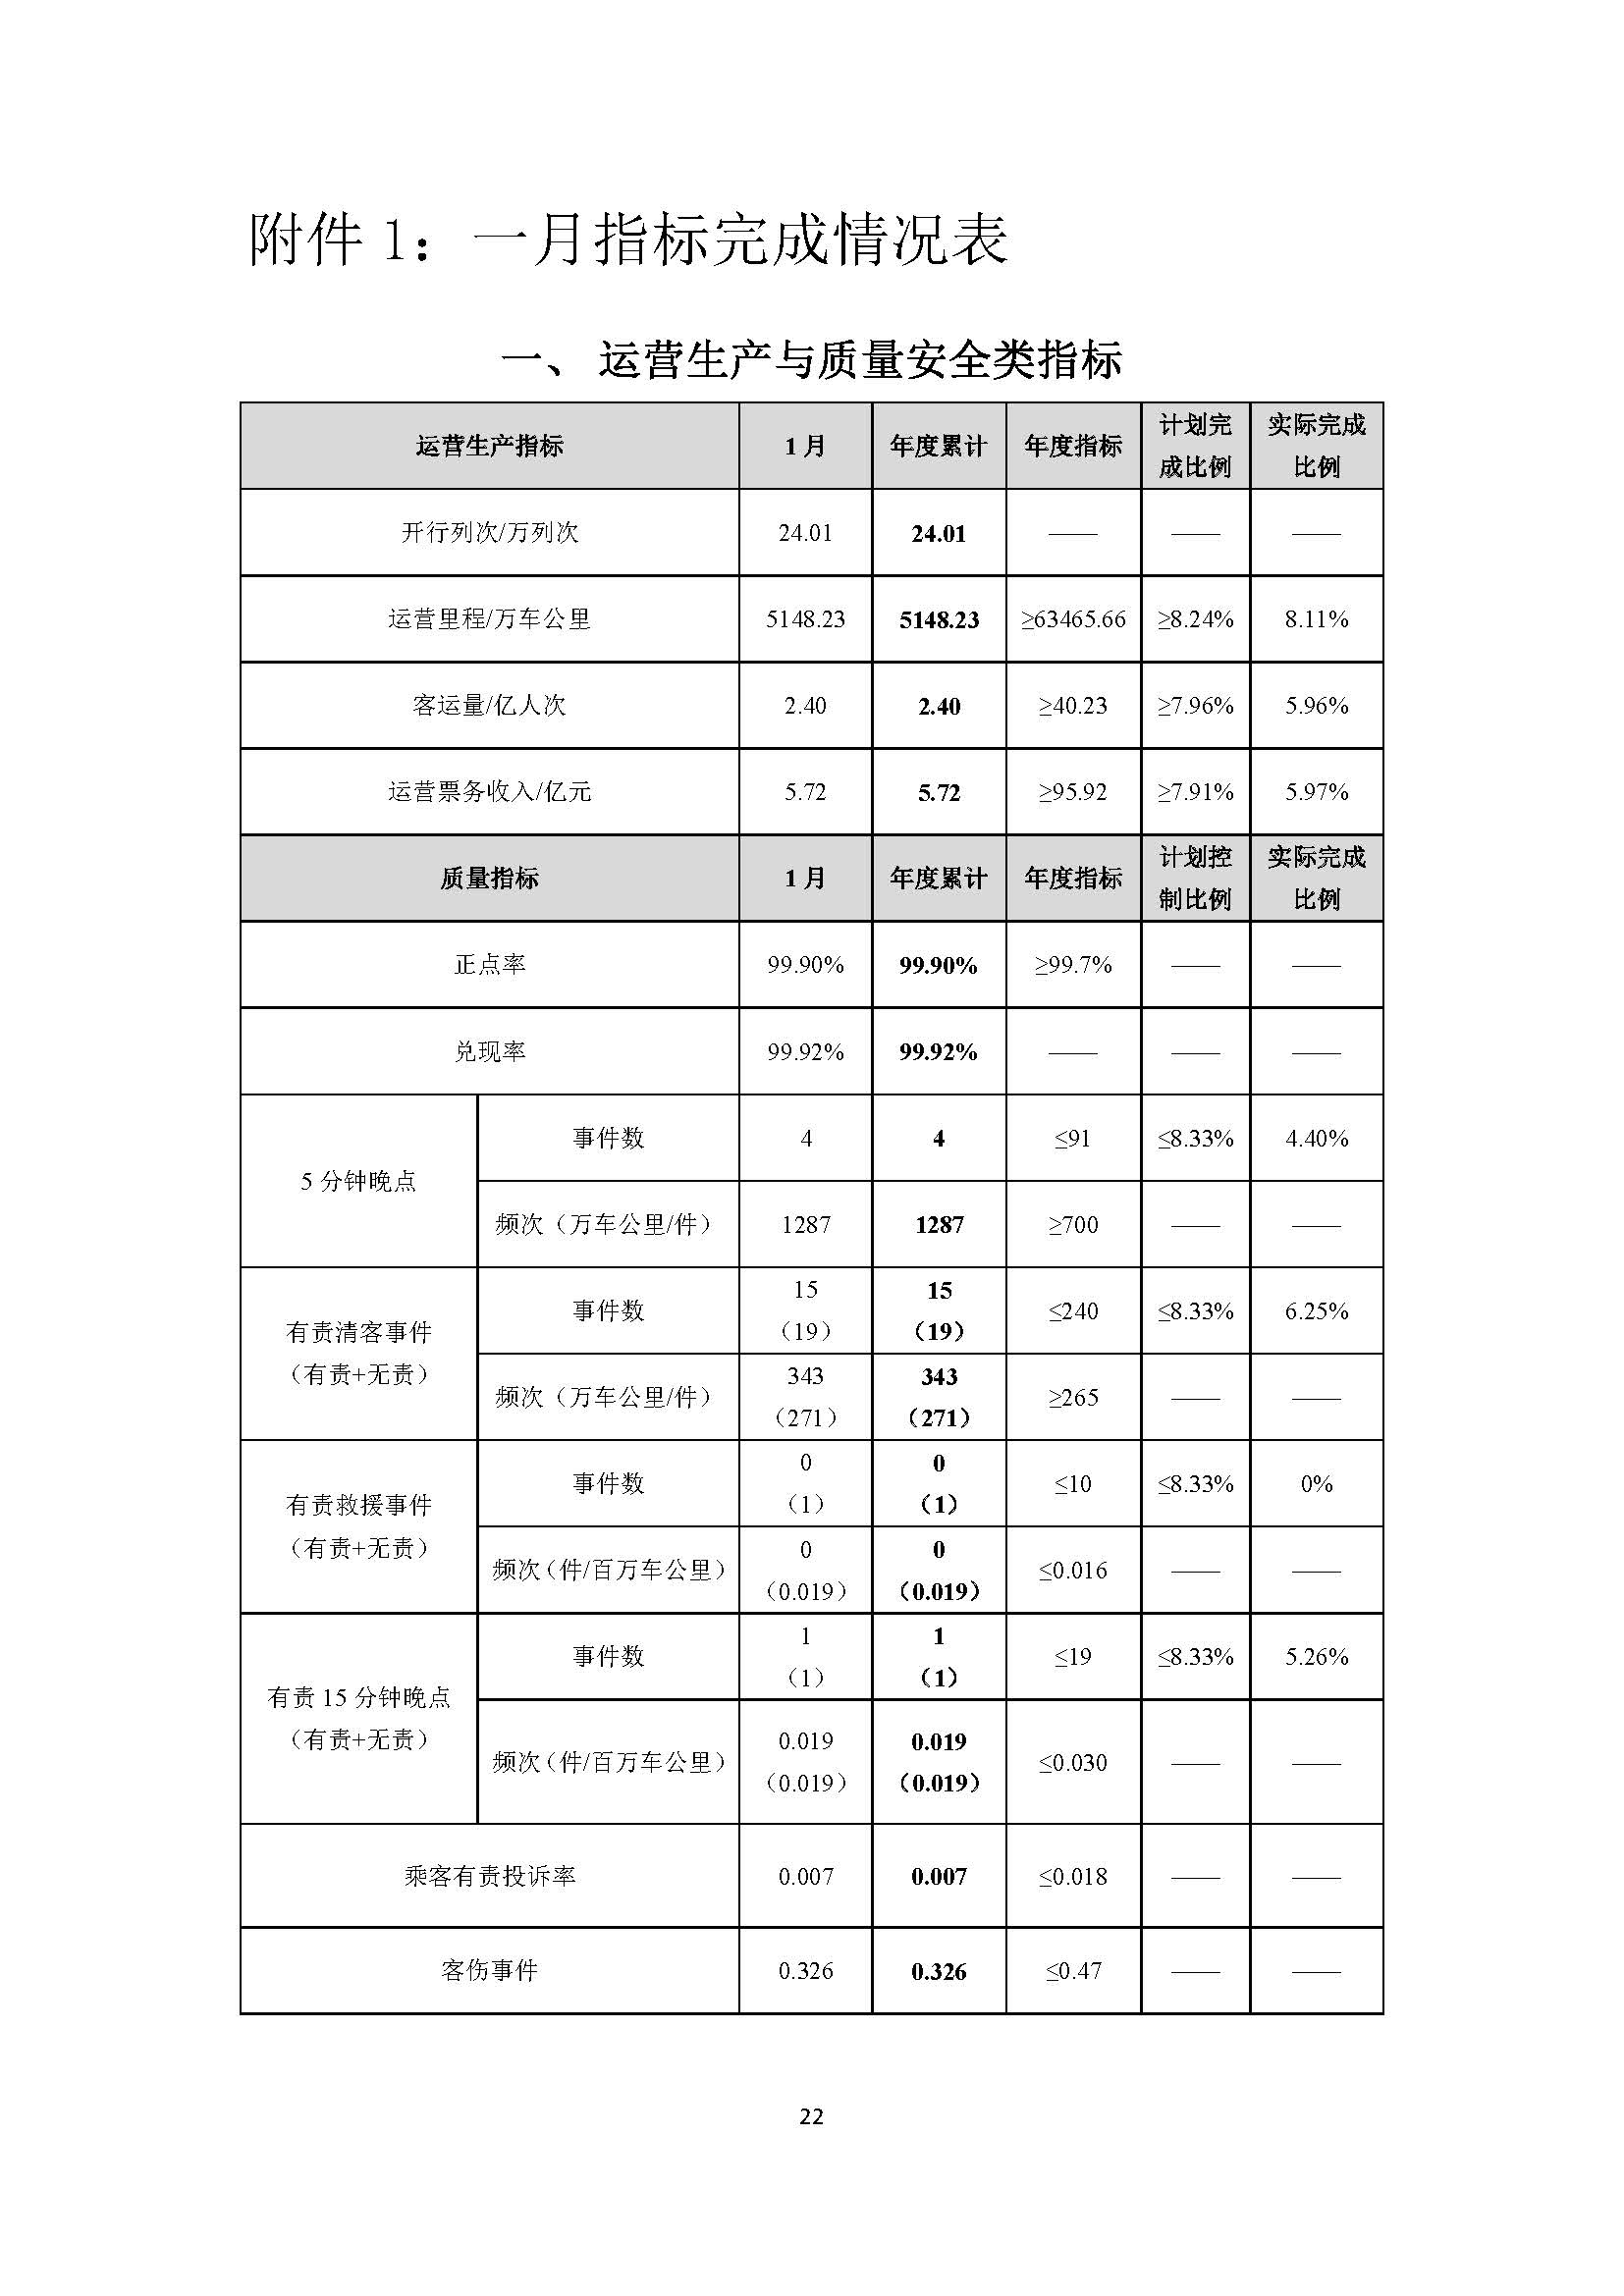 附件 1：一月指标完成情况表
一、 运营生产与质量安全类指标
运营生产指标 1 月 年度累计 年度指标 计划完成比例 实际完成比例
开行列次/万列次 24.01 24.01 —— —— ——
运营里程/万车公里 5148.23 5148.23 ≥63465.66 ≥8.24% 8.11%
客运量/亿人次 2.40 2.40 ≥40.23 ≥7.96% 5.96%
运营票务收入/亿元 5.72 5.72 ≥95.92 ≥7.91% 5.97%
质量指标 1 月 年度累计 年度指标 计划控制比例 实际完成比例
正点率 99.90% 99.90% ≥99.7% —— ——
兑现率 99.92% 99.92% —— —— ——
5 分钟晚点 事件数 4 4 ≤91 ≤8.33% 4.40%
频次（万车公里/件） 1287 1287 ≥700 —— ——
有责清客事件（有责+无责） 事件数 15（19） 15（19） ≤240 ≤8.33% 6.25%
频次（万车公里/件） 343（271） 343（271） ≥265 —— ——
有责救援事件（有责+无责） 事件数 0（1） 0（1） ≤10 ≤8.33% 0%
频次（件/百万车公里） 0（0.019） 0（0.019） ≤0.016 —— ——
有责 15 分钟晚点（有责+无责） 事件数 1（1） 1（1） ≤19 ≤8.33% 5.26%
频次（件/百万车公里） 0.019（0.019） 0.019（0.019） ≤0.030 —— ——
乘客有责投诉率 0.007 0.007 ≤0.018 —— ——
客伤事件 0.326 0.326 ≤0.47 —— ——
22